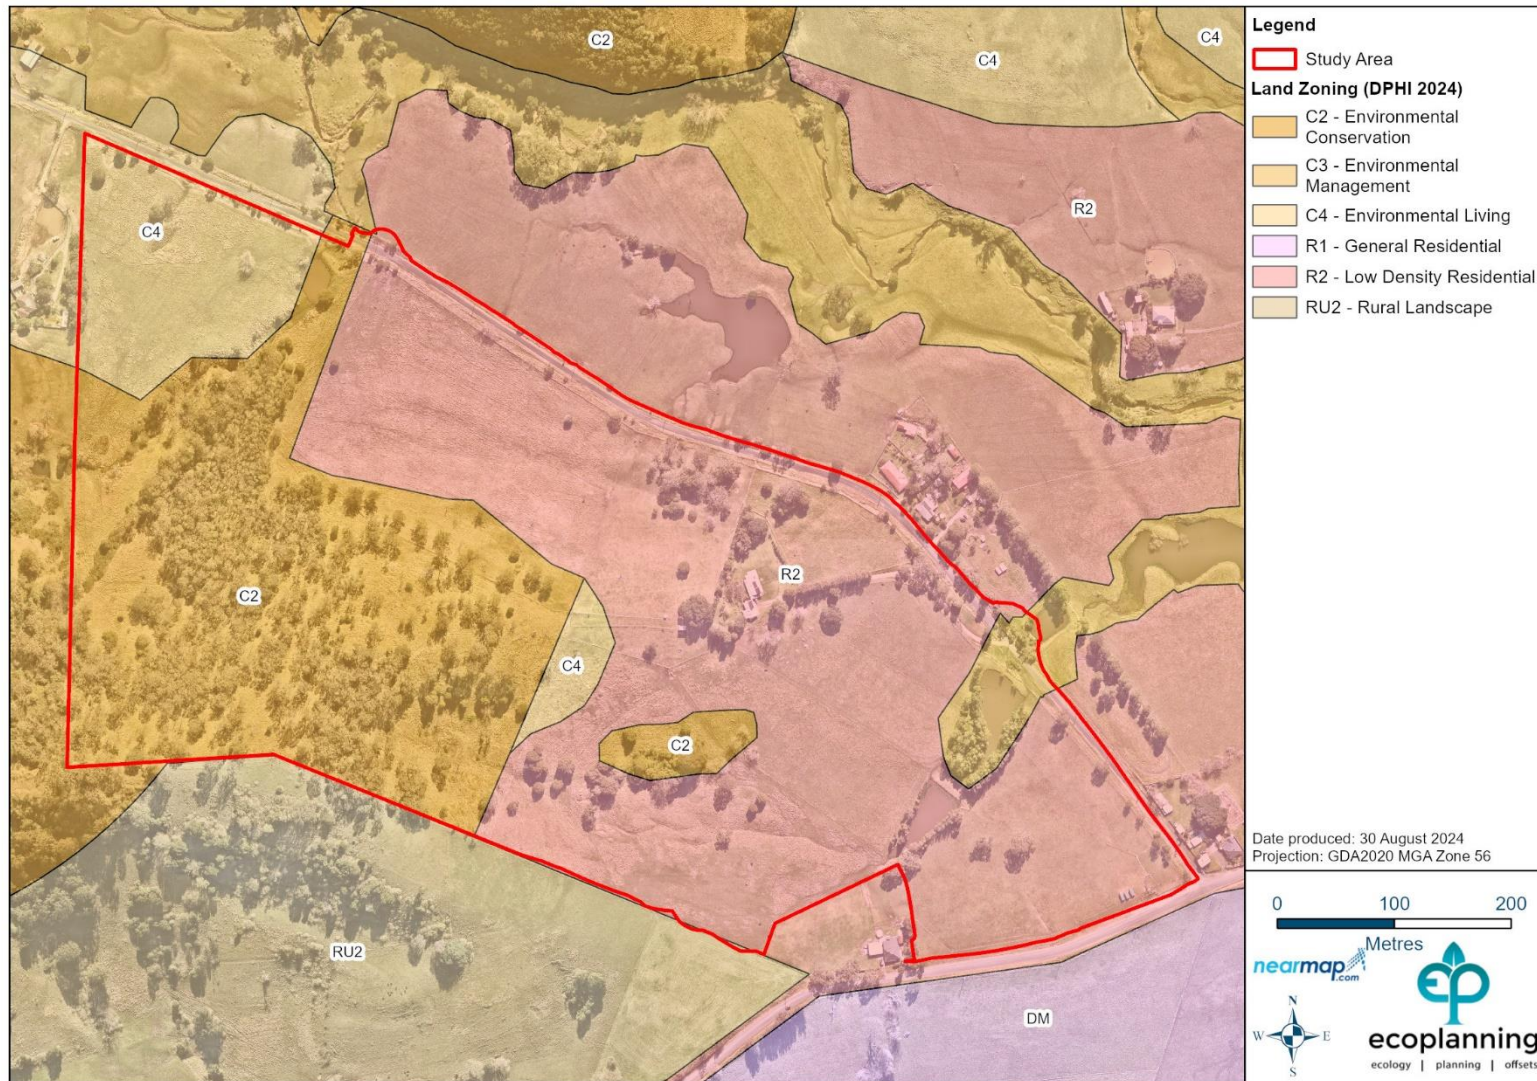 C2
C4
C4
C4
R2
R2
C2
C4
C2
RU2
DM
Legend
Study Area
Land Zoning (DPHI 2024)
C2 - Environmental
Conservation
C3 - Environmental
Management
C4 - Environmental Living
R1 - General Residential
R2 - Low Density Residential
RU2 - Rural Landscape
Date produced: 30 August 2024
Projection: GDA2020 MGA Zone 56
0 100 200
Metres
nearmap
.com
N
W E
S
ep
ecoplanning
ecology | planning | offsets